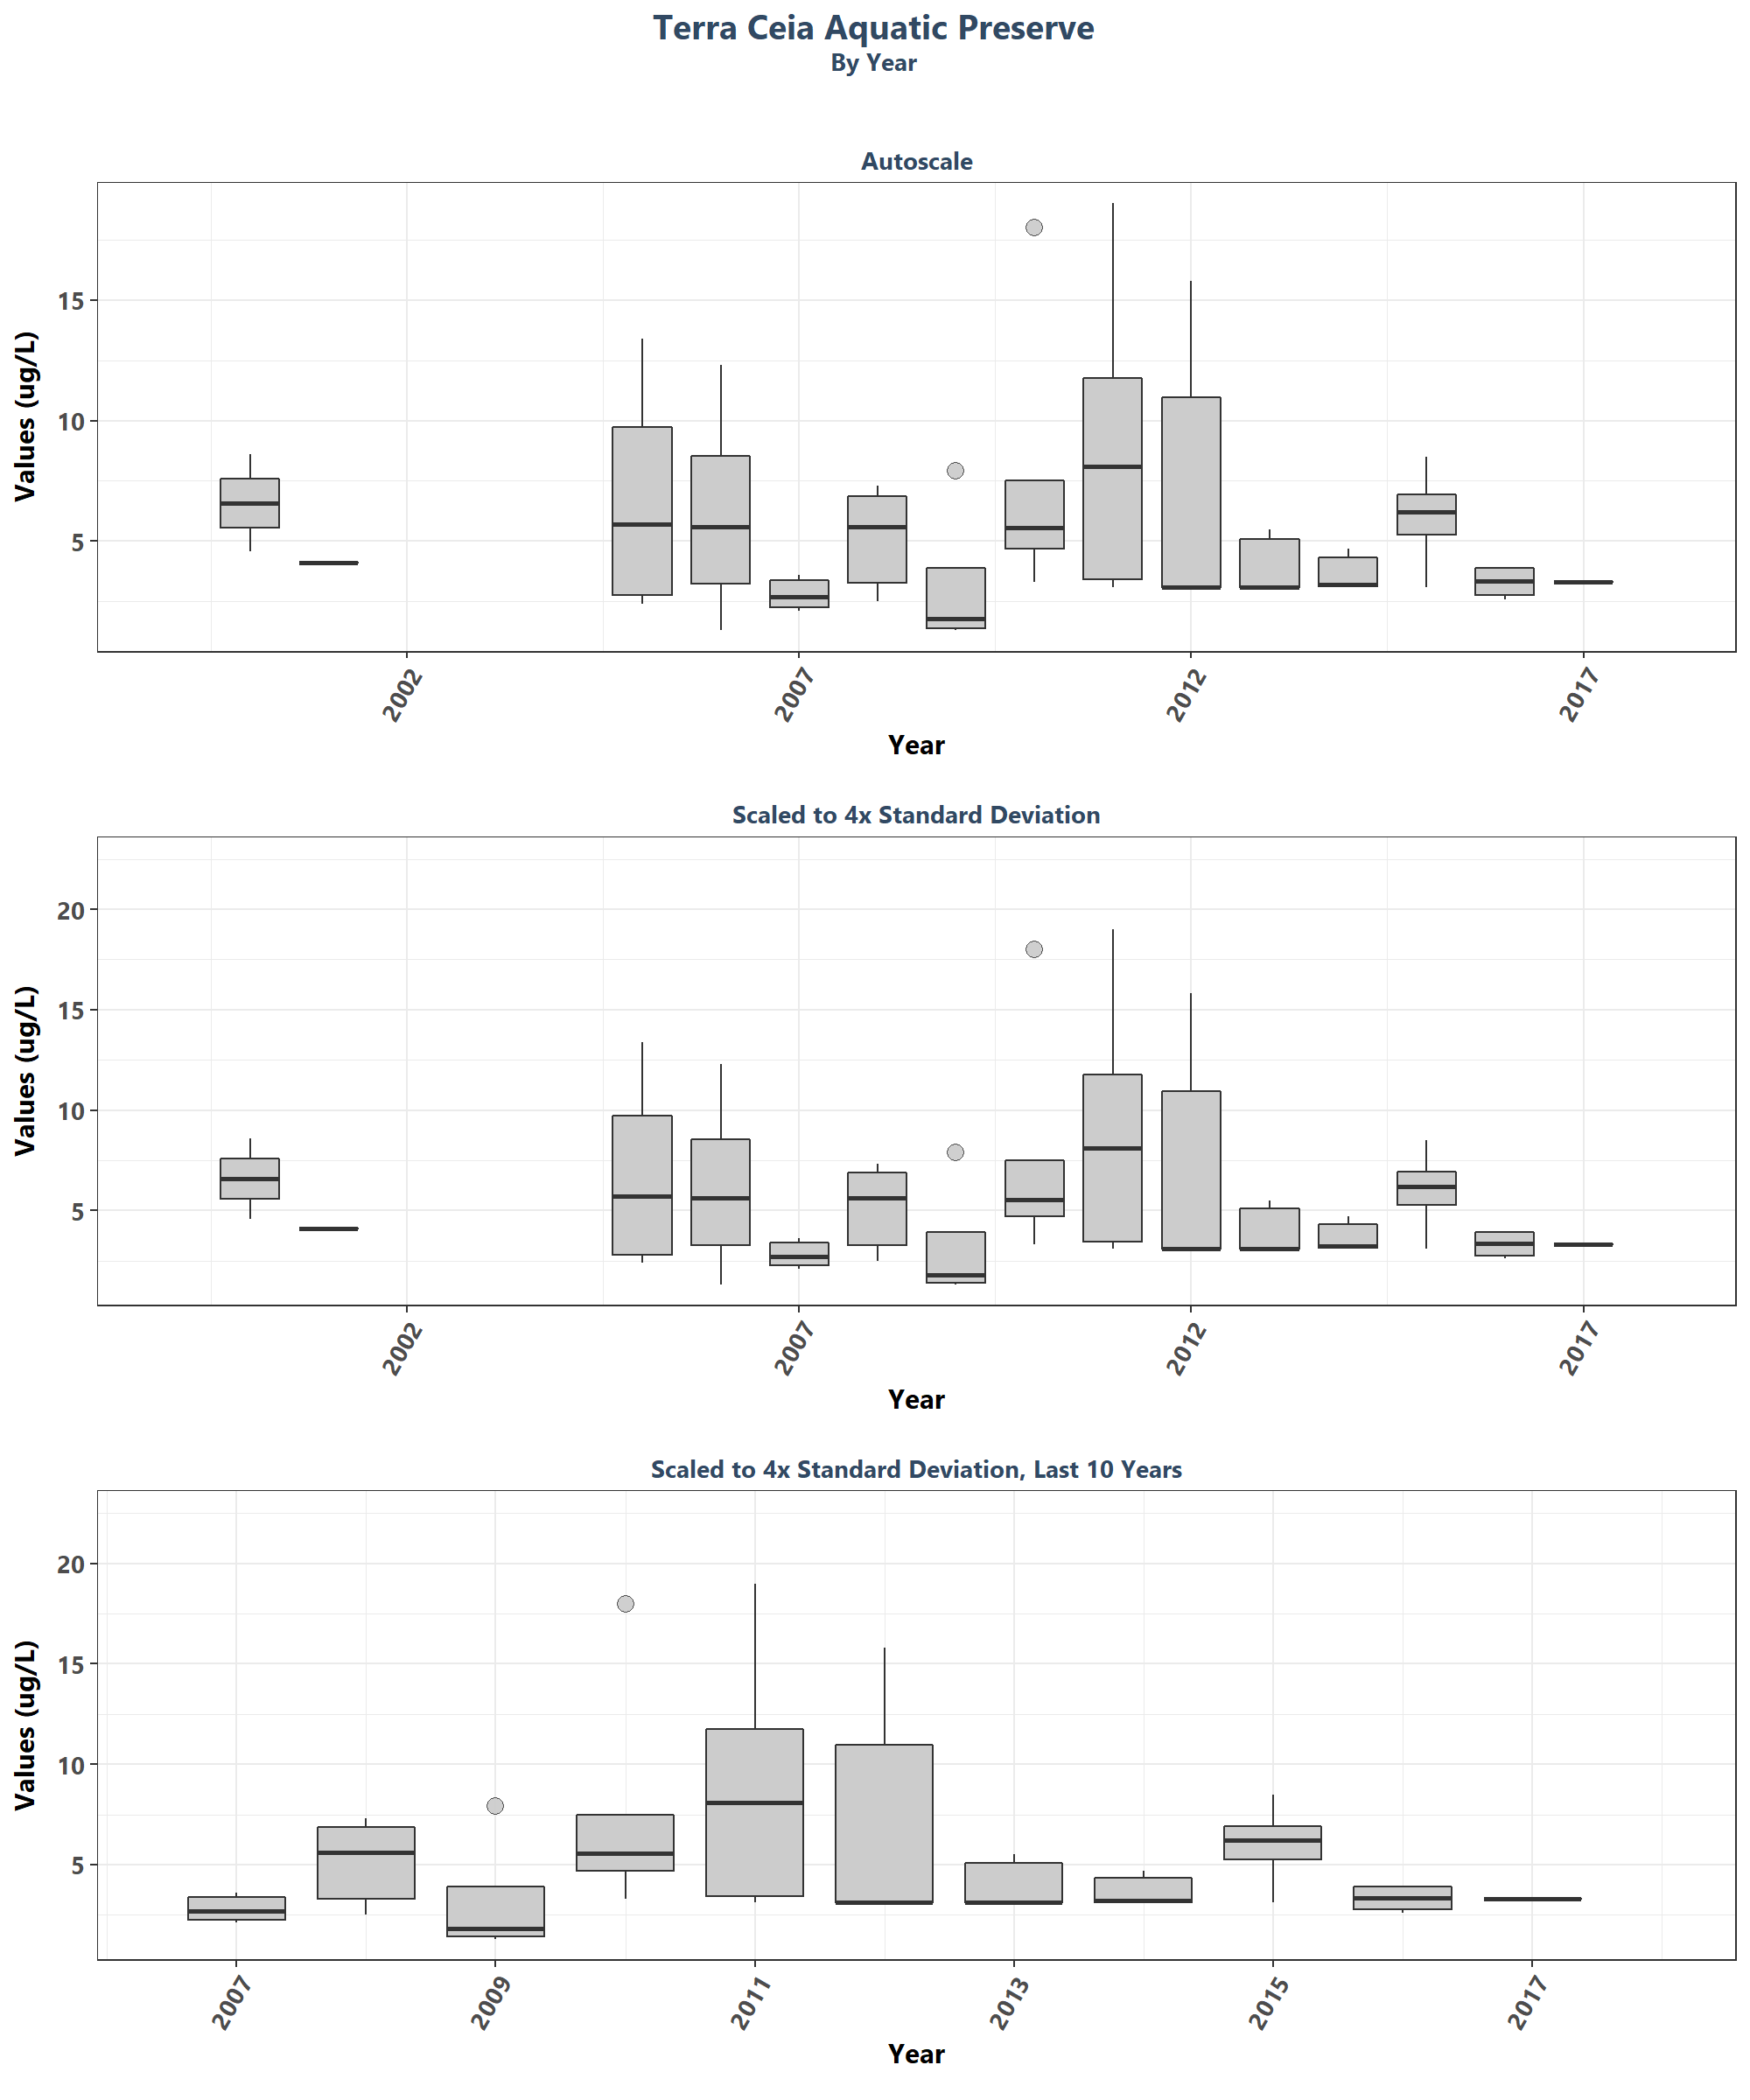 Terra Ceia Aquatic Preserve
By Year
Autoscale
Values (ug/L)
15
10
5
2002 2007 2012 2017
Year
Scaled to 4x Standard Deviation
Values (ug/L)
20
15
10
5
2002 2007 2012 2017
Year
Scaled to 4x Standard Deviation, Last 10 Years
Values (ug/L)
20
15
10
5
2007 2009 2011 2013 2015 2017
Year